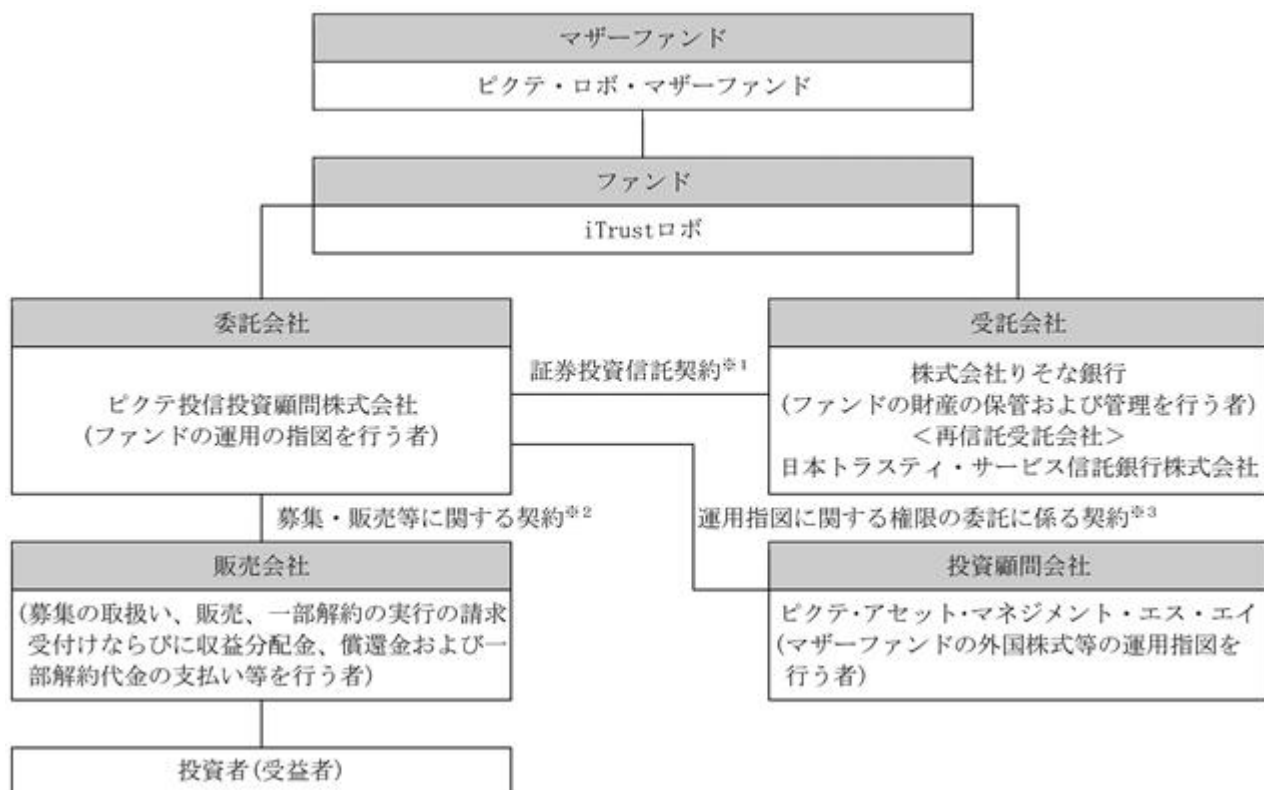 マザーファンド
ピクテ・ロボ・マザーファンド
ファンド
iTrustロボ
委託会社
ピクテ投信投資顧問株式会社
(ファンドの運用の指図を行う者)
証券投資信託契約※1
受託会社
株式会社りそな銀行
(ファンドの財産の保管および管理を行う者)
<再信託受託会社>
日本トラスティ・サービス信託銀行株式会社
募集・販売等に関する契約※2
運用指図に関する権限の委託に係る契約※3
販売会社
(募集の取扱い、販売、一部解約の実行の請求
受付けならびに収益分配金、償還金および一
部解約代金の支払い等を行う者)
投資顧問会社
ピクテ・アセット・マネジメント・エス・エイ
(マザーファンドの外国株式等の運用指図を
行う者)
投資者(受益者)